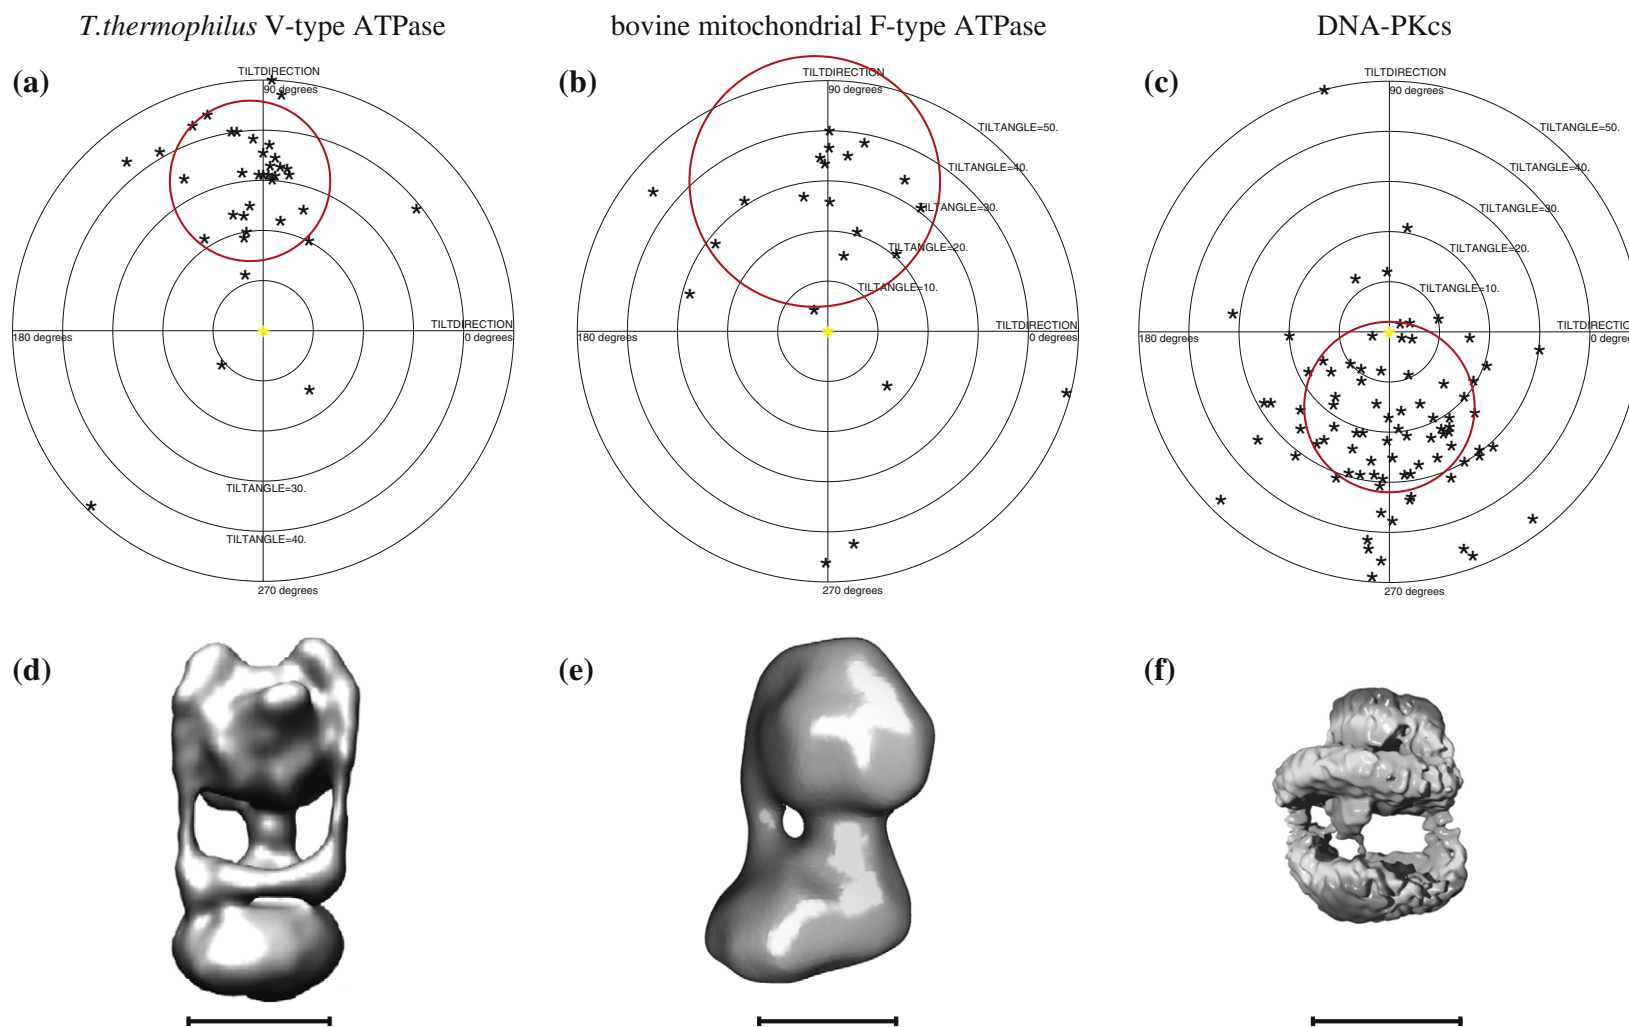 T.thermophilus V-type ATPase
bovine mitochondrial F-type ATPase
DNA-PKcs
(a)
TILTDIRECTION
90 degrees
180 degrees
TILTDIRECTION
0 degrees
TILTANGLE=30.
TILTANGLE=40.
270 degrees
(b)
TILTDIRECTION
90 degrees
TILTANGLE=50.
TILTANGLE=40.
TILTANGLE=30.
TILTANGLE=20.
TILTANGLE=10.
180 degrees
TILTDIRECTION
0 degrees
270 degrees
(c)
TILTDIRECTION
90 degrees
TILTANGLE=50.
TILTANGLE=40.
TILTANGLE=30.
TILTANGLE=20.
TILTANGLE=10.
180 degrees
TILTDIRECTION
0 degrees
270 degrees
(d)
(e)
(f)